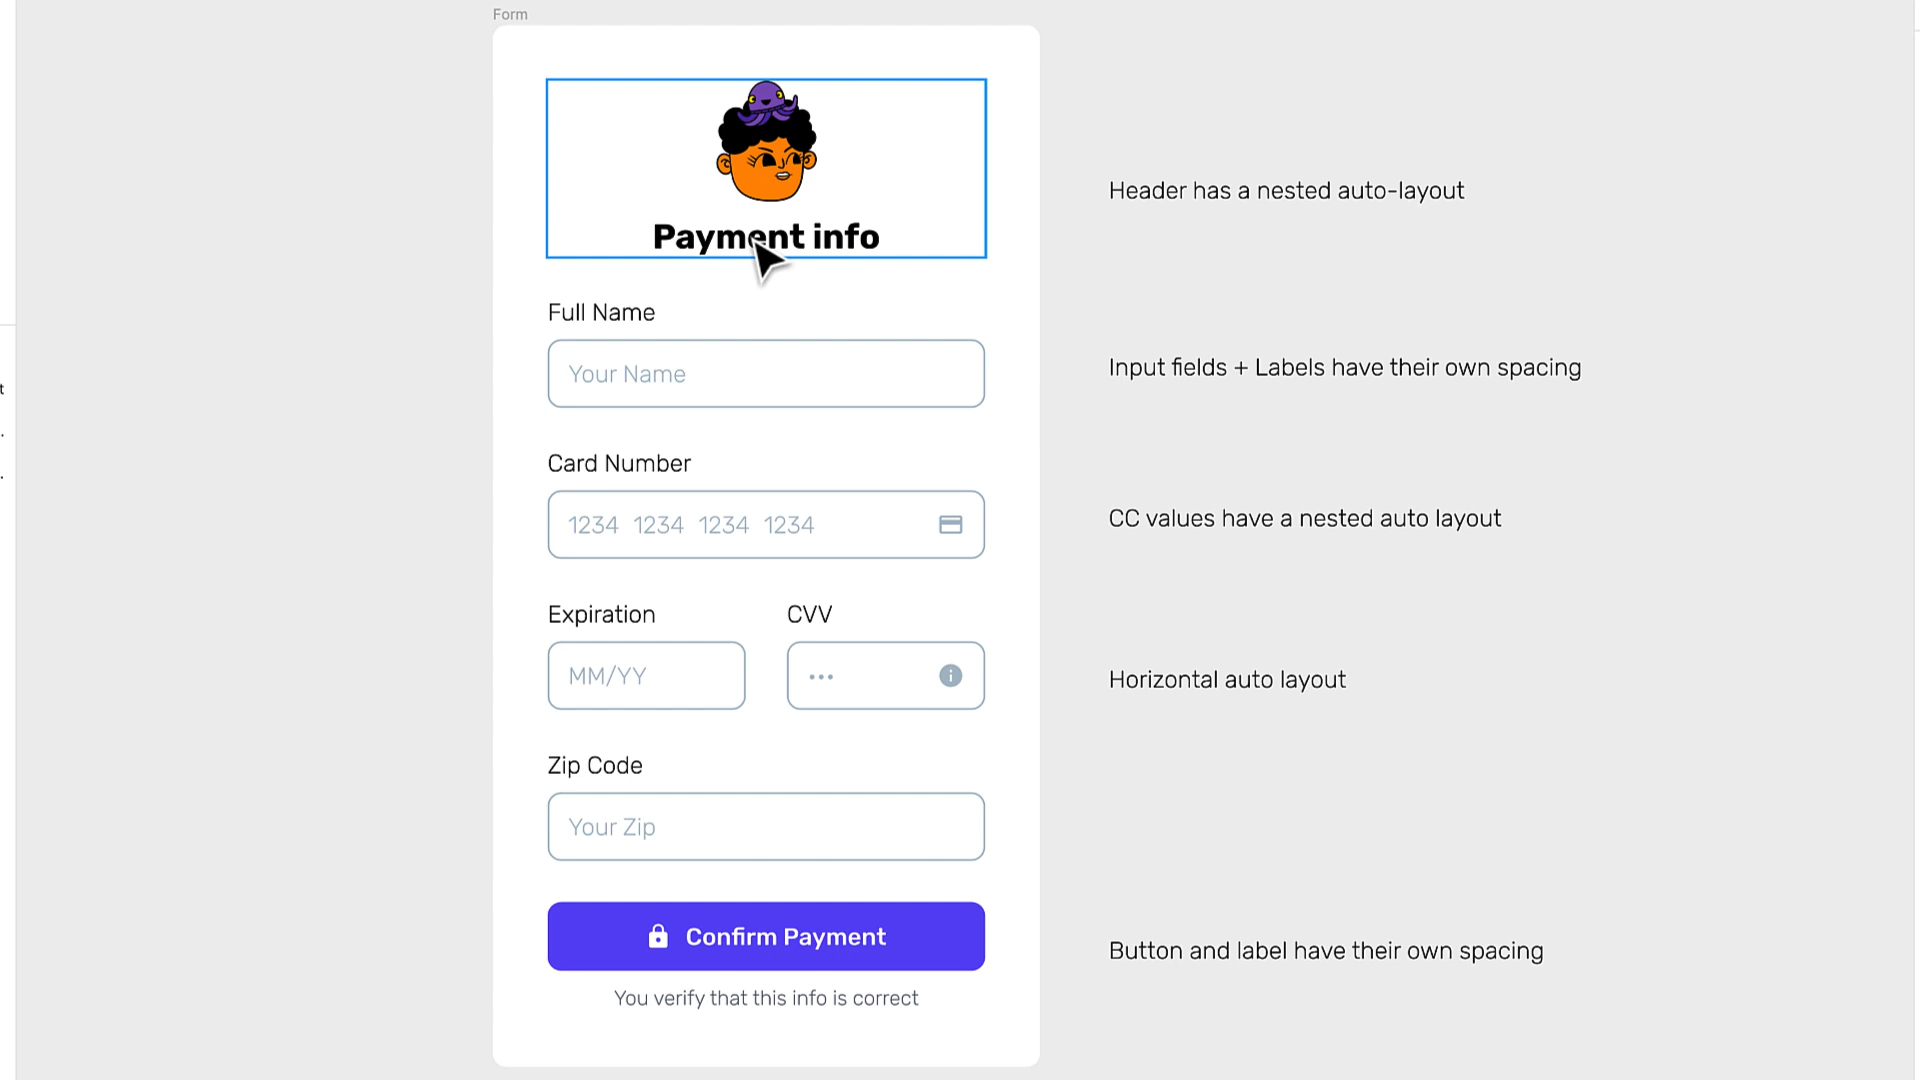 Form
Payment info
Header has a nested auto-layout
Full Name
Your Name
Input fields + Labels have their own spacing
t
.
.
Card Number
1234 1234 1234 1234
CC values have a nested auto layout
Expiration
CVV
MM/YY
•••
Horizontal auto layout
Zip Code
Your Zip
Confirm Payment
Button and label have their own spacing
You verify that this info is correct